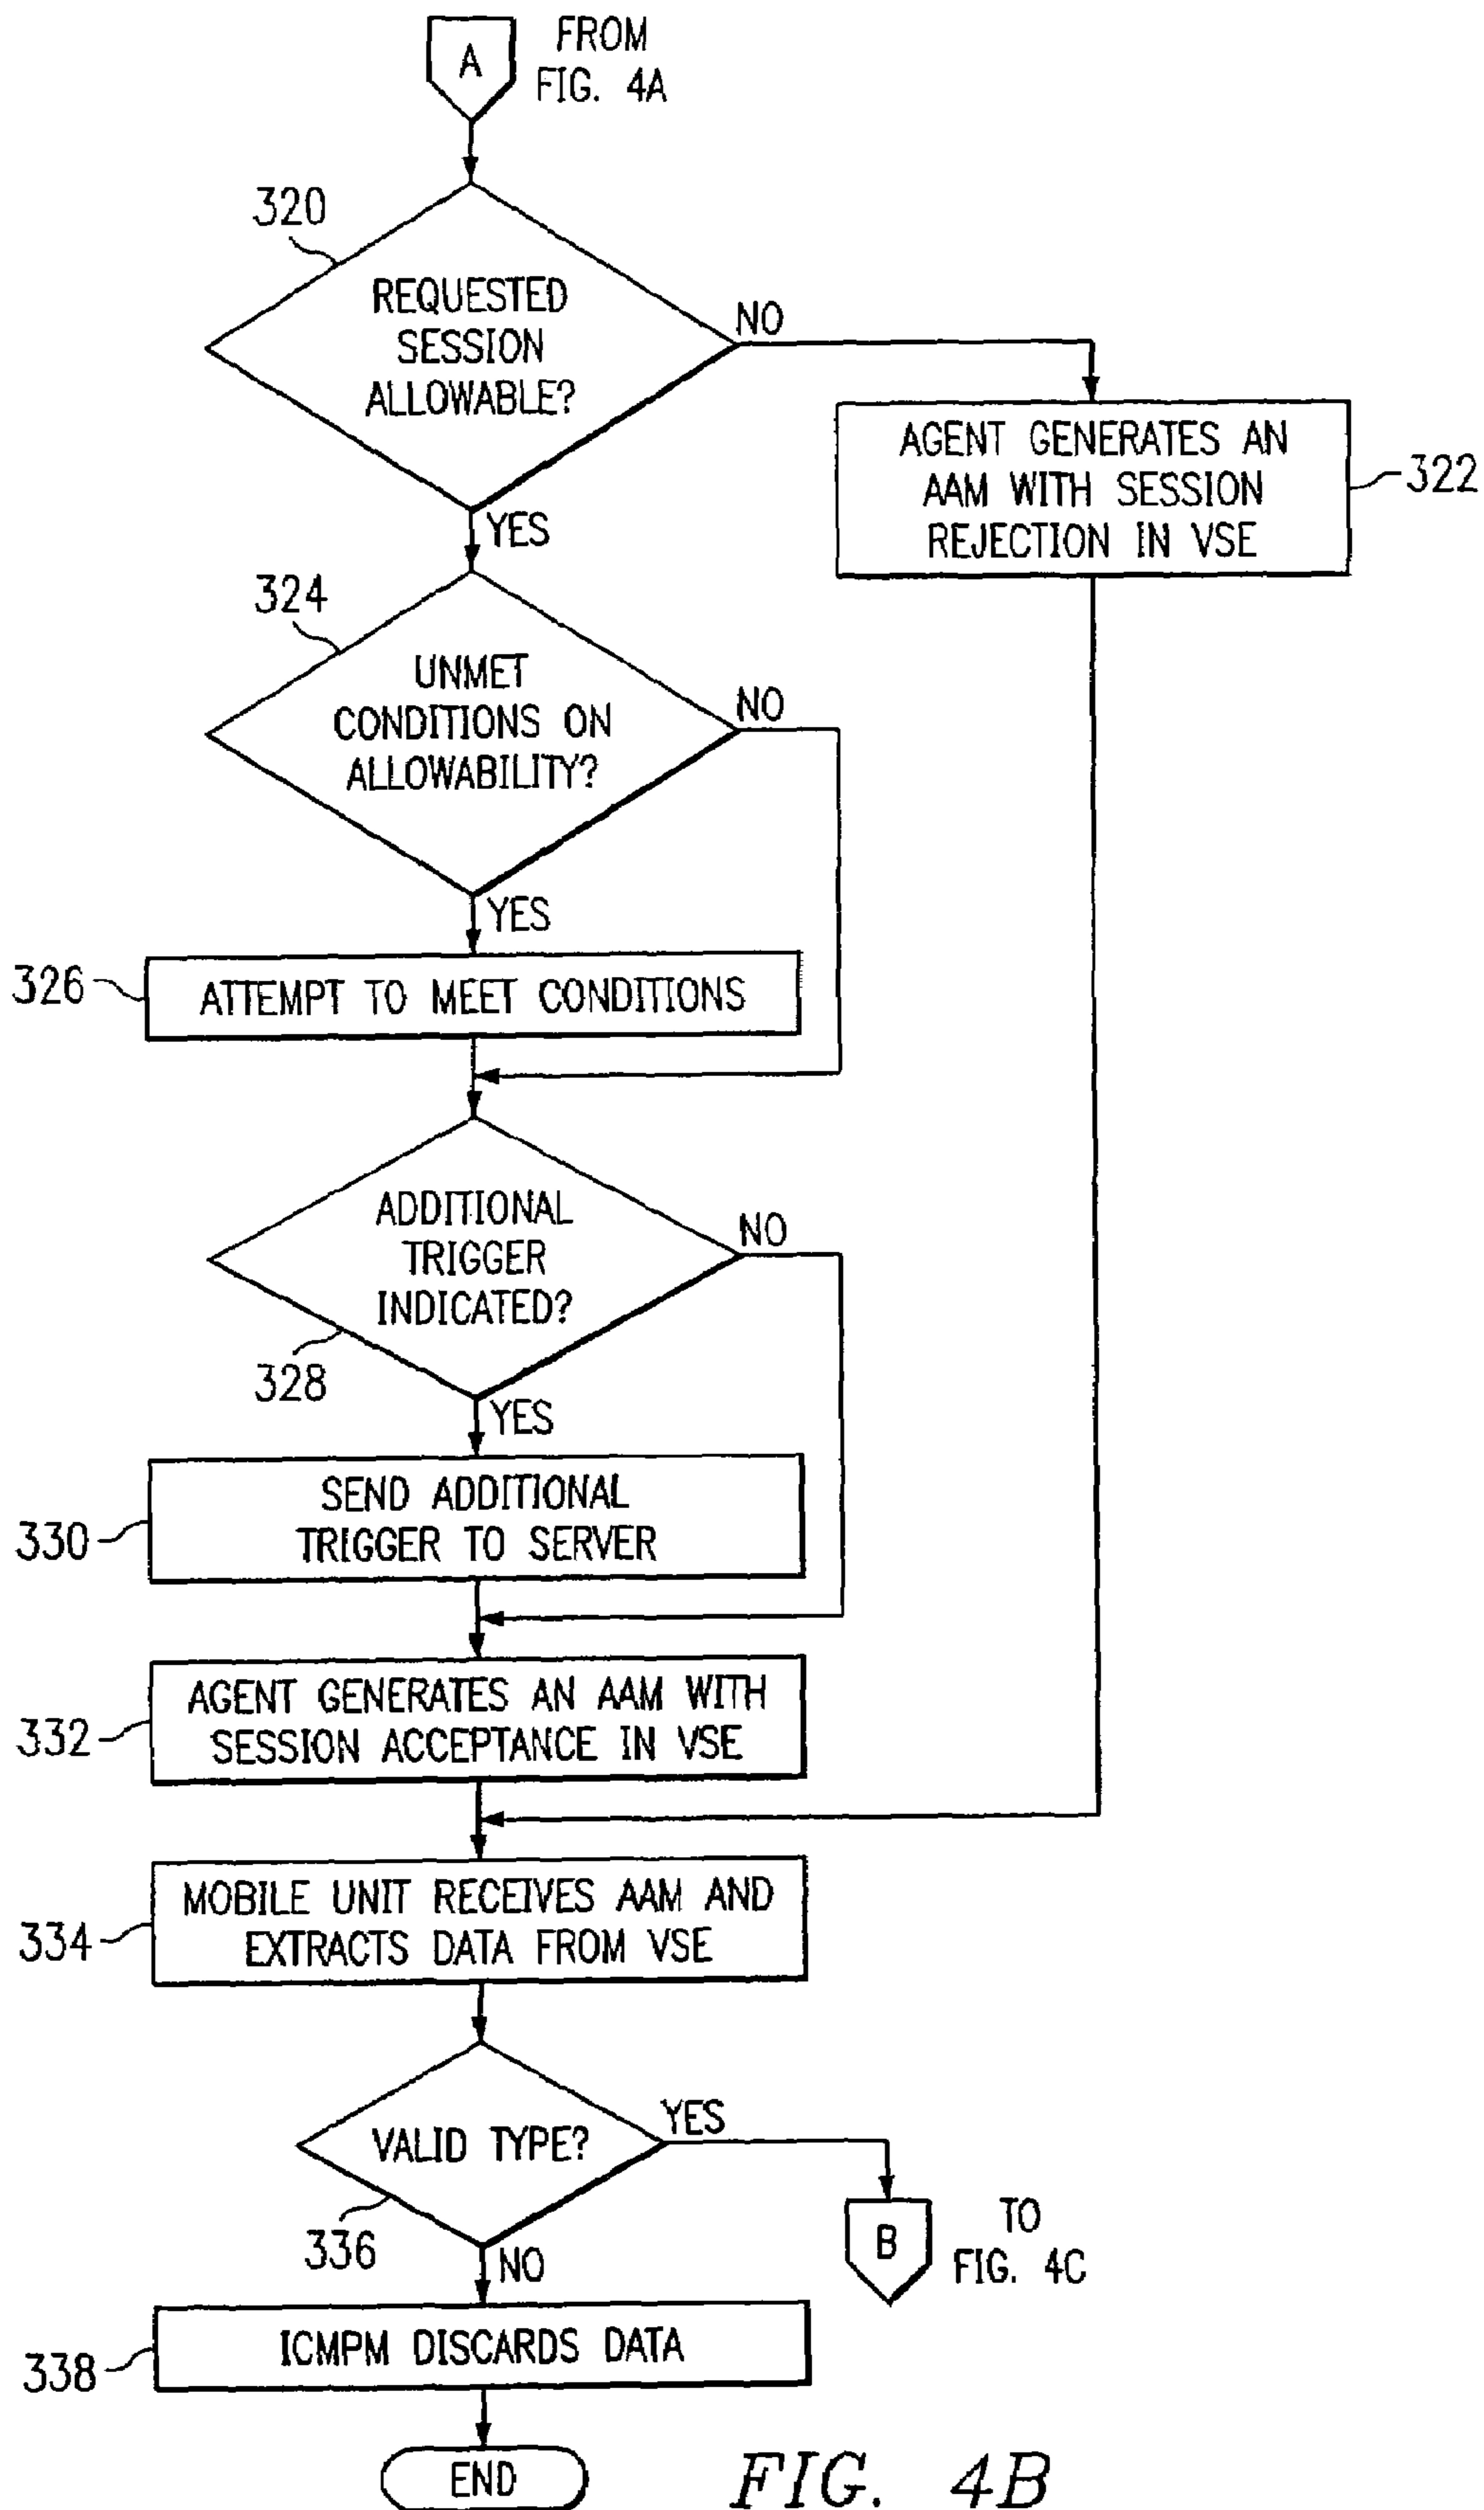 A
FROM
FIG. 4A
320
REQUESTED
SESSION
ALLOWABLE?
NO
YES
AGENT GENERATES AN
AAM WITH SESSION
REJECTION IN VSE
322
324
UNMET
CONDITIONS ON
ALLOWABILITY?
NO
YES
326
ATTEMPT TO MEET CONDITIONS
ADDITIONAL
TRIGGER
INDICATED?
NO
328
YES
SEND ADDITIONAL
TRIGGER TO SERVER
330
AGENT GENERATES AN AAM WITH
SESSION ACCEPTANCE IN VSE
332
MOBILE UNIT RECEIVES AAM AND
EXTRACTS DATA FROM VSE
334
VALID TYPE?
YES
336
NO
B
TO
FIG. 4C
ICMPM DISCARDS DATA
338
END
FIG. 4B